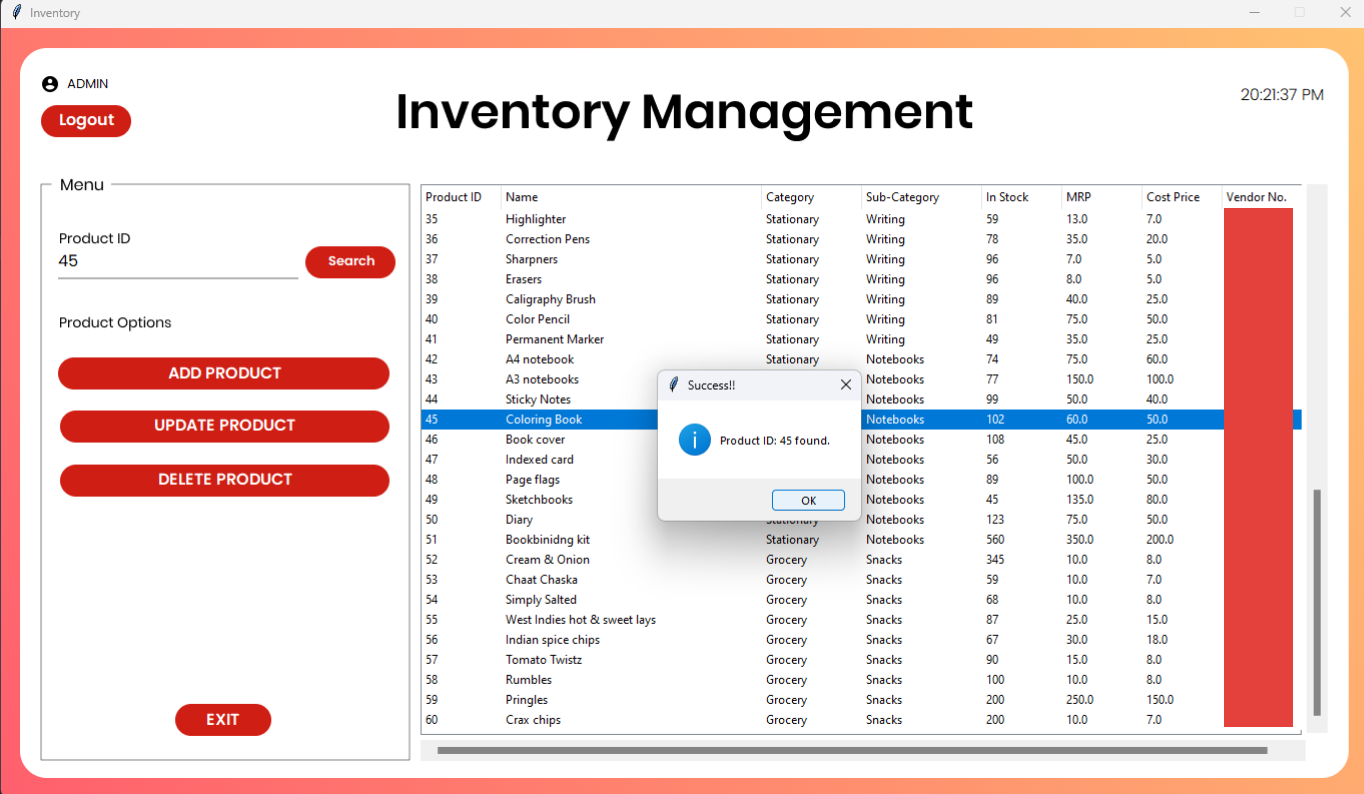 Inventory
ADMIN
Logout
Inventory Management
20:21:37 PM
Menu
Product ID
45
Search
Product Options
ADD PRODUCT
UPDATE PRODUCT
DELETE PRODUCT
EXIT
Product ID Name Category Sub-Category In Stock MRP Cost Price Vendor No.
35 Highlighter Stationary Writing 59 13.0 7.0
36 Correction Pens Stationary Writing 78 35.0 20.0
37 Sharpners Stationary Writing 96 7.0 5.0
38 Erasers Stationary Writing 96 8.0 5.0
39 Caligraphy Brush Stationary Writing 89 40.0 25.0
40 Color Pencil Stationary Writing 81 75.0 50.0
41 Permanent Marker Stationary Writing 49 35.0 25.0
42 A4 notebook Stationary Notebooks 74 75.0 60.0
43 A3 notebooks Notebooks 77 150.0 100.0
44 Sticky Notes Notebooks 99 50.0 40.0
45 Coloring Book Notebooks 102 60.0 50.0
46 Book cover Notebooks 108 45.0 25.0
47 Indexed card Notebooks 56 50.0 30.0
48 Page flags Notebooks 89 100.0 50.0
49 Sketchbooks Notebooks 45 135.0 80.0
50 Diary Notebooks 123 75.0 50.0
51 Bookbinidng kit Stationary Notebooks 560 350.0 200.0
52 Cream & Onion Grocery Snacks 345 10.0 8.0
53 Chaat Chaska Grocery Snacks 59 10.0 7.0
54 Simply Salted Grocery Snacks 68 10.0 8.0
55 West Indies hot & sweet lays Grocery Snacks 87 25.0 15.0
56 Indian spice chips Grocery Snacks 67 30.0 18.0
57 Tomato Twistz Grocery Snacks 90 15.0 8.0
58 Rumbles Grocery Snacks 100 10.0 8.0
59 Pringles Grocery Snacks 200 250.0 150.0
60 Crax chips Grocery Snacks 200 10.0 7.0
Success!!
Product ID: 45 found.
OK